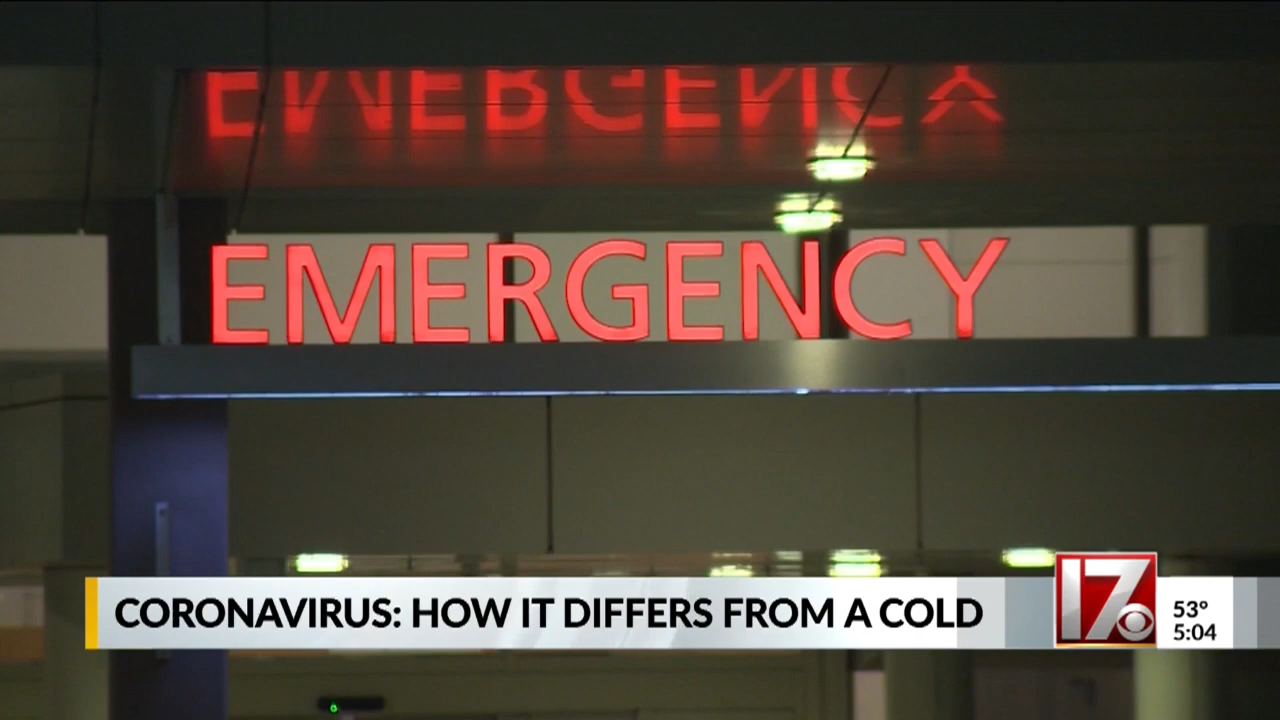 EMERGENCY
CORONAVIRUS: HOW IT DIFFERS FROM A COLD
17
53°
5:04